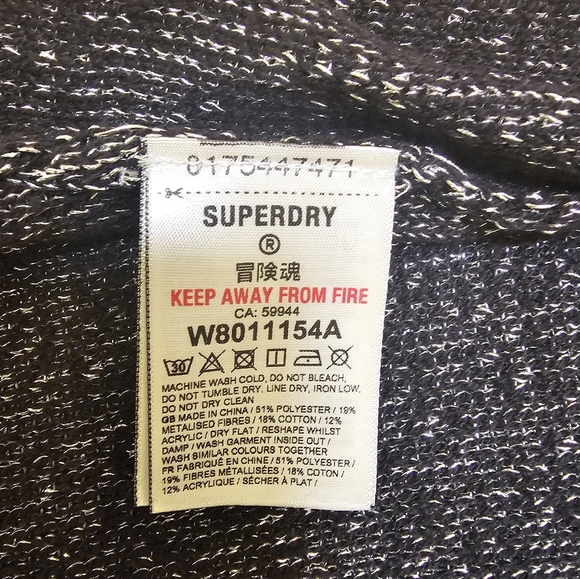 0175447471
SUPERDRY
®
冒険魂
KEEP AWAY FROM FIRE
CA: 59944
W8011154A
30
MACHINE WASH COLD, DO NOT BLEACH,
DO NOT TUMBLE DRY. LINE DRY, IRON LOW,
DO NOT DRY CLEAN
GB MADE IN CHINA / 51% POLYESTER / 19%
METALISED FIBRES / 18% COTTON / 12%
ACRYLIC / DRY FLAT / RESHAPE WHILST
DAMP / WASH GARMENT INSIDE OUT /
WASH SIMILAR COLOURS TOGETHER
FR FABRIQUÉ EN CHINE / 51% POLYESTER /
19% FIBRES MÉTALLISÉES / 18% COTON /
12% ACRYLIQUE / SÉCHER À PLAT /